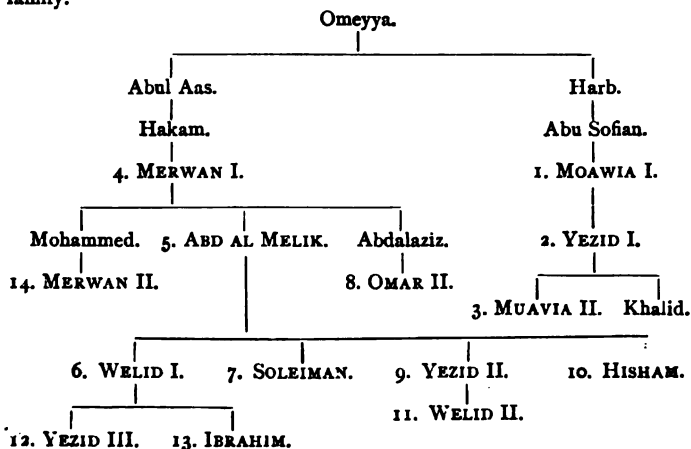 family.
Omeyya.
Abul Aas. Harb.
Hakam. Abu Sofian.
4. MERWAN I. 1. MOAWIA I.
Mohammed. 5. ABD AL MELIK. Abdalaziz. 2. YEZID I.
14. MERWAN II. 8. OMAR II.
3. MUAVIA II. Khalid.
6. WELID I. 7. SOLEIMAN. 9. YEZID II. 10. HISHAM.
11. WELID II.
12. YEZID III. 13. IBRAHIM.